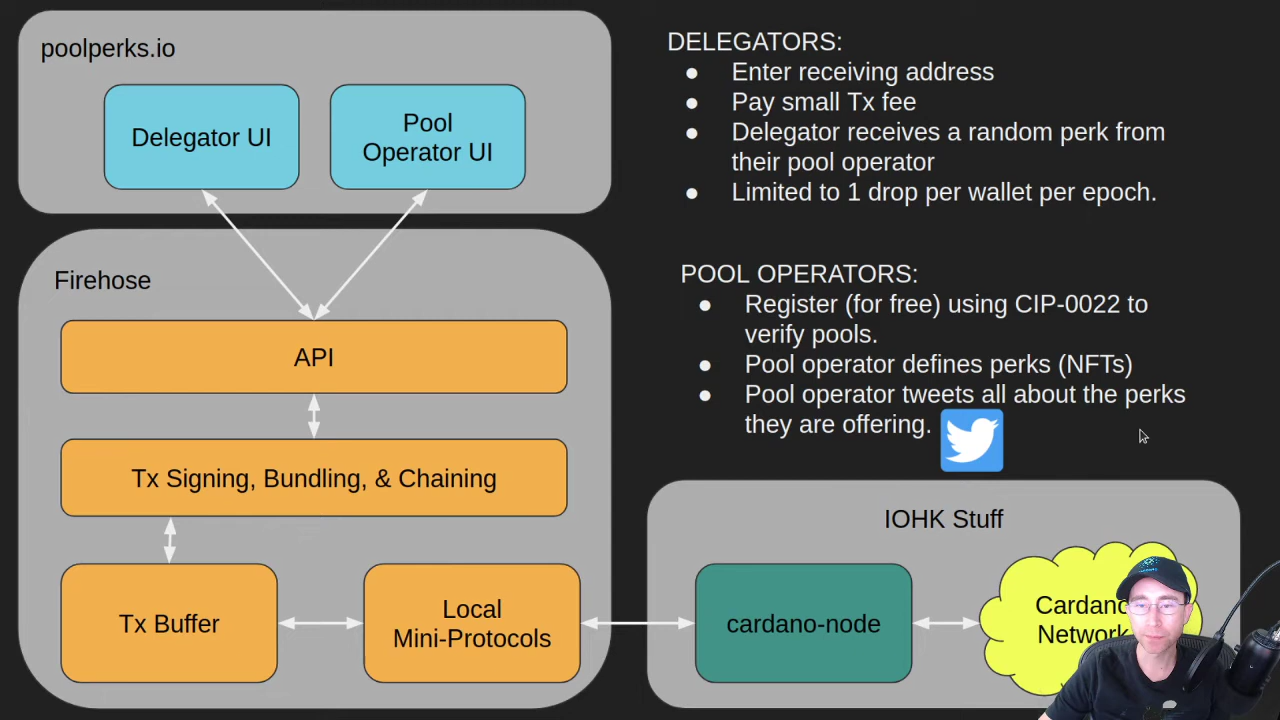 poolperks.io
Delegator UI
Pool
Operator UI
Firehose
API
Tx Signing, Bundling, & Chaining
Tx Buffer
Local
Mini-Protocols
DELEGATORS:
● Enter receiving address
● Pay small Tx fee
● Delegator receives a random perk from
their pool operator
● Limited to 1 drop per wallet per epoch.
POOL OPERATORS:
● Register (for free) using CIP-0022 to
verify pools.
● Pool operator defines perks (NFTs)
● Pool operator tweets all about the perks
they are offering.
IOHK Stuff
cardano-node
Cardano
Network